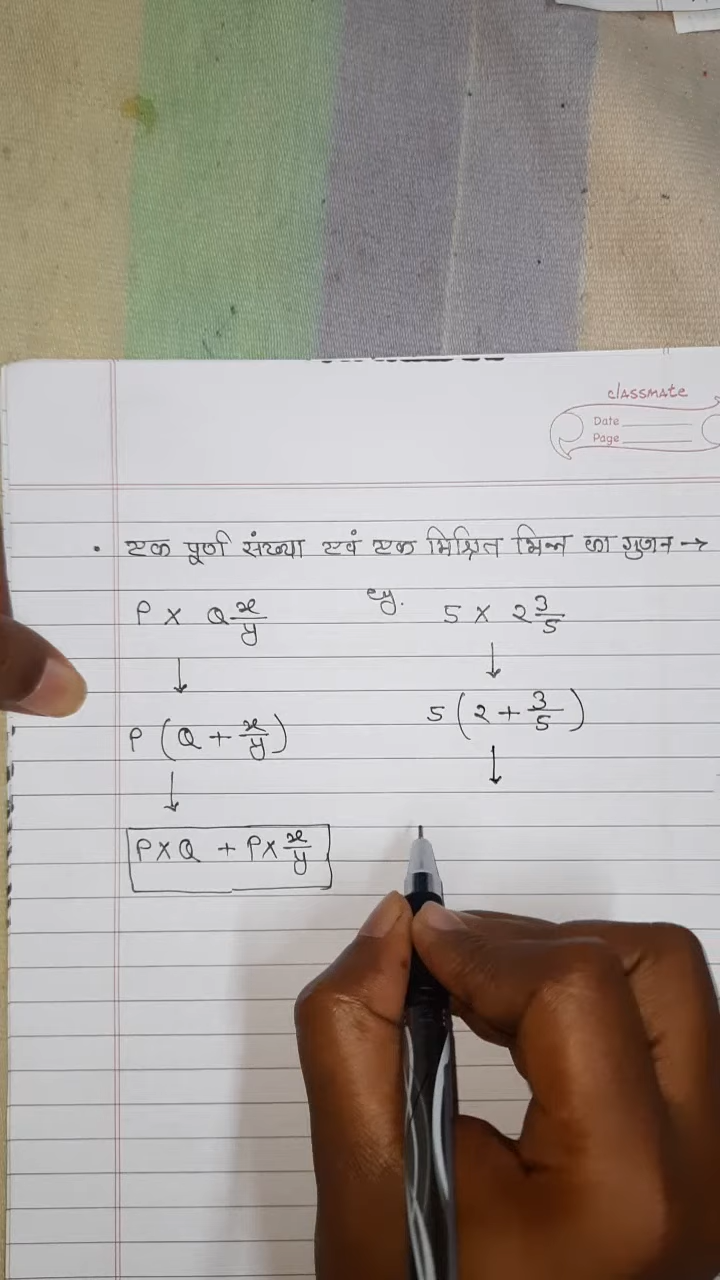 classmate
Date
Page
• एक पूर्ण संख्या एवं एक मिश्रित भिन्न का गुणन →
P × Q x/y eg. 5 × 2 3/5
↓ ↓
P (Q + x/y) 5 (2 + 3/5)
↓ ↓
P×Q + P× x/y